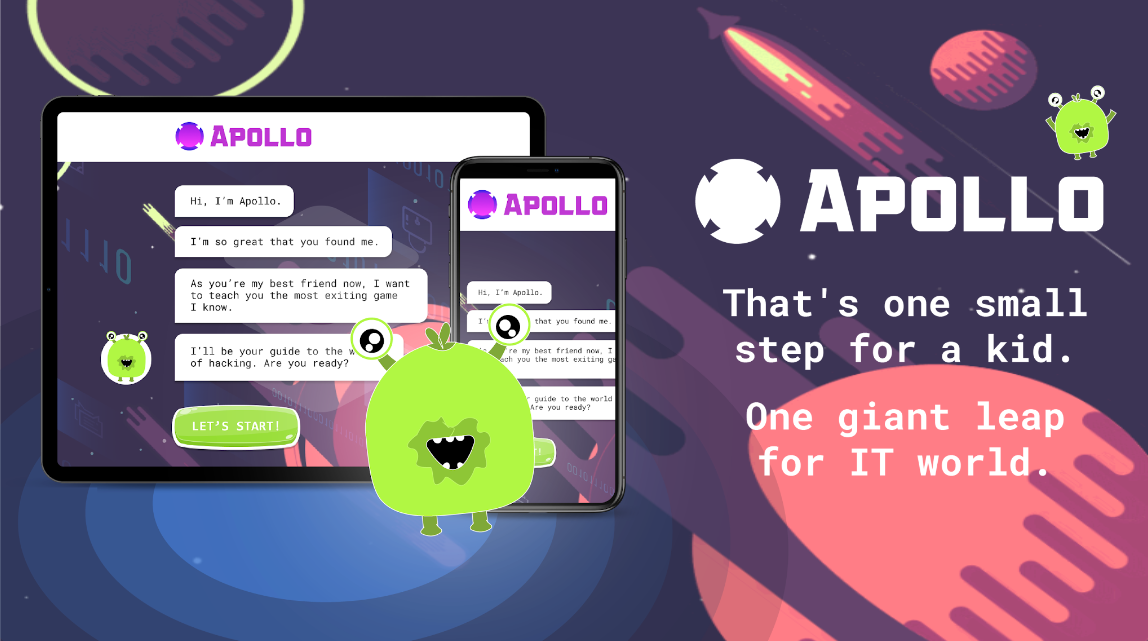 APOLLO
Hi, I'm Apollo.
I'm so great that you found me.
As you're my best friend now, I want
to teach you the most exiting game
I know.
I'll be your guide to the w
of hacking. Are you ready?
LET'S START!
APOLLO
Hi, I'm Apollo.
that you found me.
re my best friend now, I
ch you the most exiting ga
guide to the world
Are you ready?
APOLLO
That's one small
step for a kid.
One giant leap
for IT world.